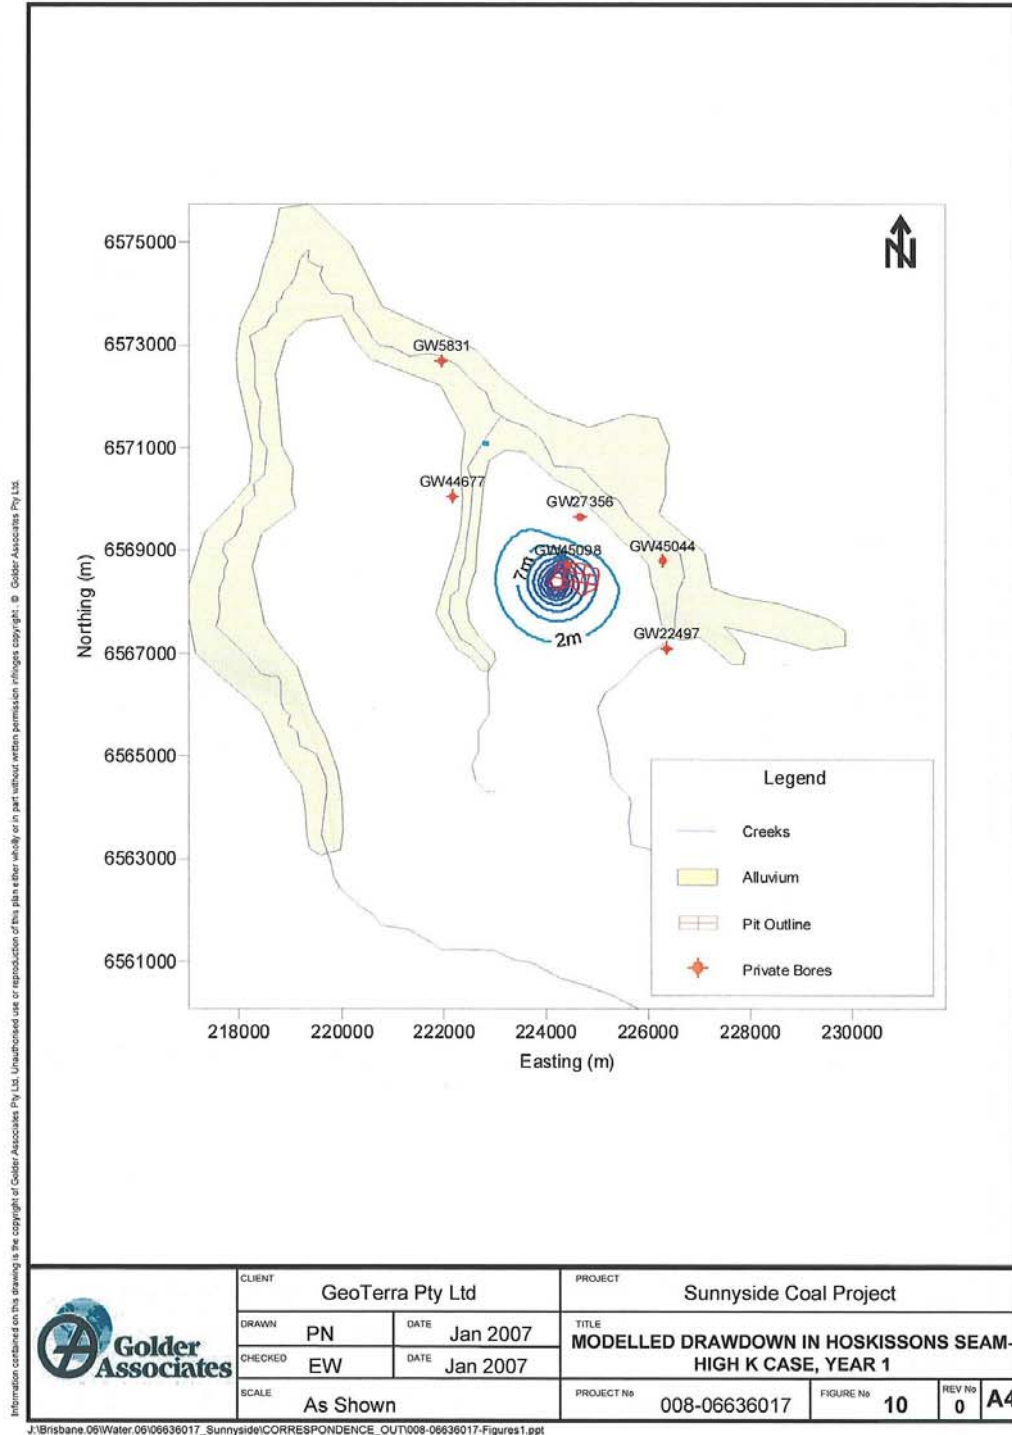 6575000
6573000
6571000
6569000
6567000
6565000
6563000
6561000
Northing (m)
218000 220000 222000 224000 226000 228000 230000
Easting (m)
N
GW5831
GW44677
GW27356
GW45098
GW45044
GW22497
7m
2m
Legend
Creeks
Alluvium
Pit Outline
Private Bores
Information contained on this drawing is the copyright of Golder Associates Pty Ltd. Unauthorised use or reproduction of this plan either wholly or in part without written permission infringes copyright. © Golder Associates Pty Ltd.
Golder
Associates
CLIENT
GeoTerra Pty Ltd
PROJECT
Sunnyside Coal Project
DRAWN PN DATE Jan 2007
CHECKED EW DATE Jan 2007
TITLE
MODELLED DRAWDOWN IN HOSKISSONS SEAM-
HIGH K CASE, YEAR 1
SCALE
As Shown
PROJECT No 008-06636017 FIGURE No 10 REV No 0 A4
J:\Brisbane.06\Water.06\06636017_Sunnyside\CORRESPONDENCE_OUT\008-06636017-Figures1.ppt